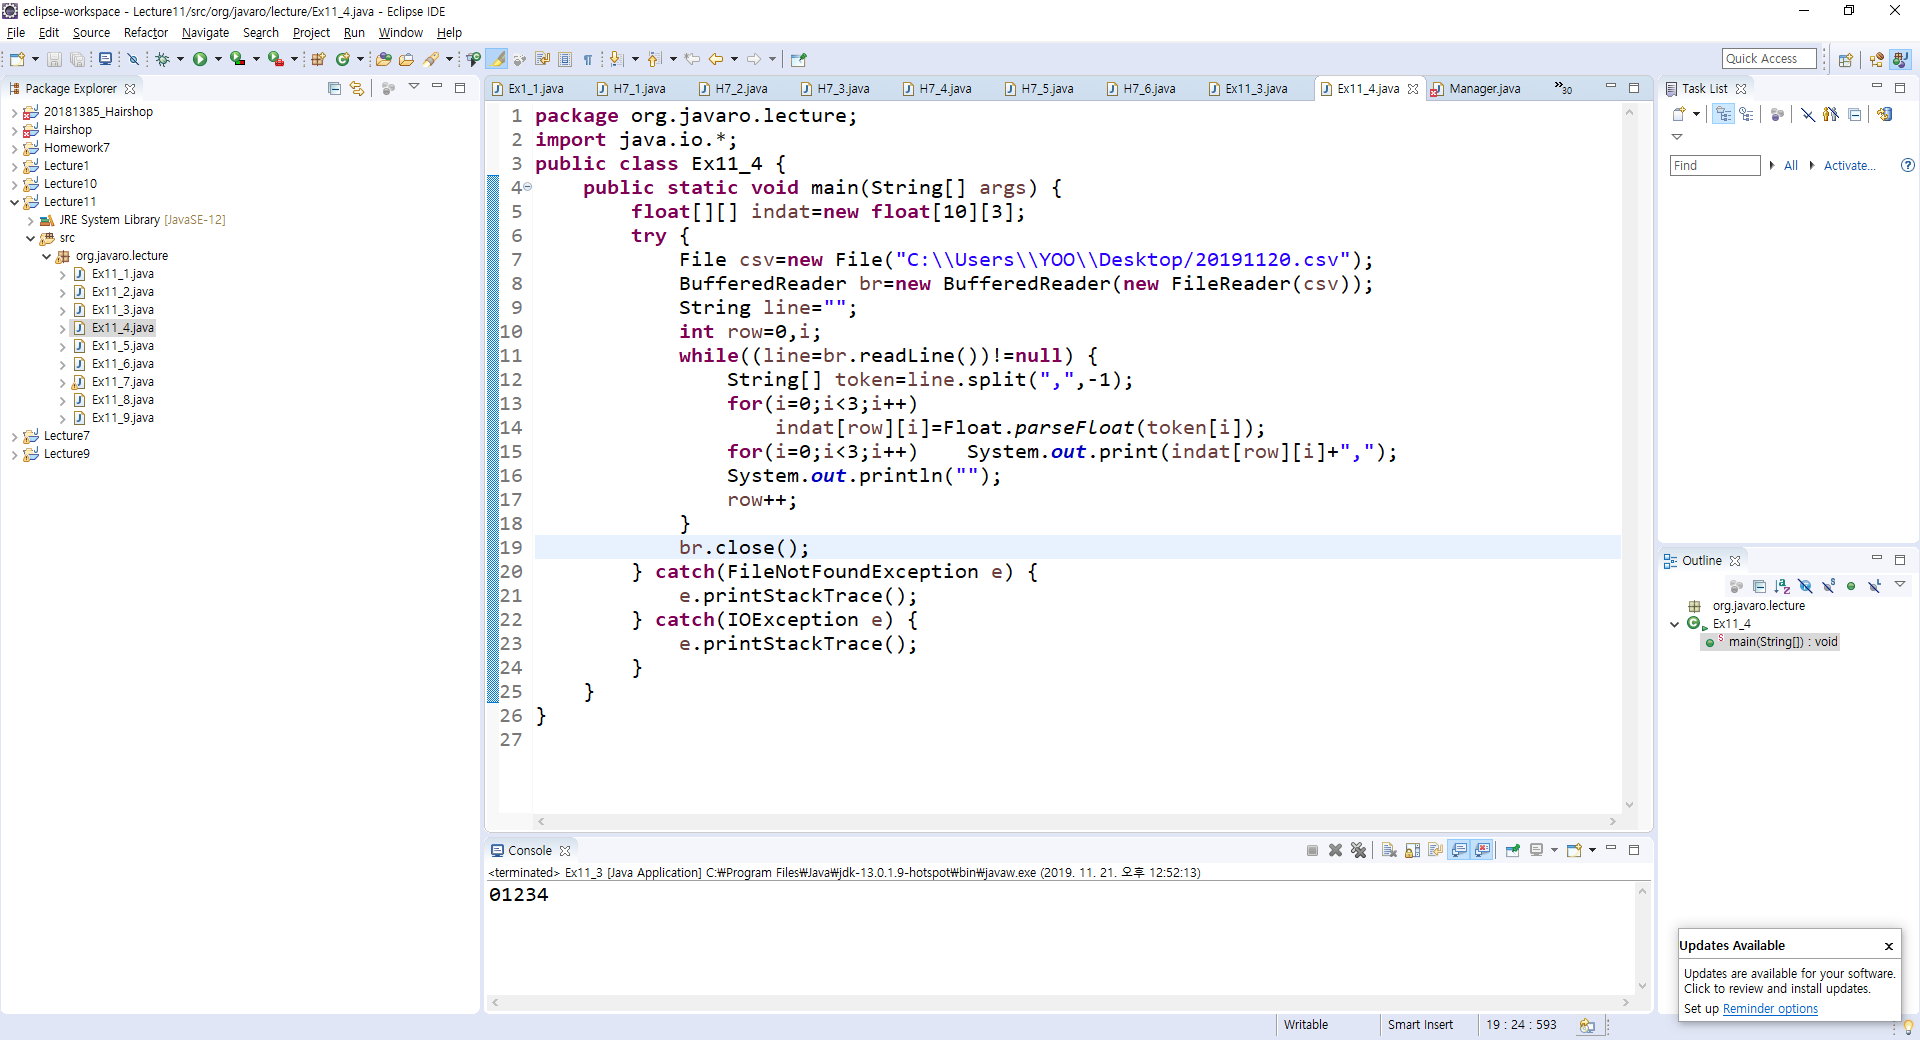 eclipse-workspace - Lecture11/src/org/javaro/lecture/Ex11_4.java - Eclipse IDE
File Edit Source Refactor Navigate Search Project Run Window Help
Quick Access
Package Explorer
20181385_Hairshop
Hairshop
Homework7
Lecture1
Lecture10
Lecture11
JRE System Library [JavaSE-12]
src
org.javaro.lecture
Ex11_1.java
Ex11_2.java
Ex11_3.java
Ex11_4.java
Ex11_5.java
Ex11_6.java
Ex11_7.java
Ex11_8.java
Ex11_9.java
Lecture7
Lecture9
Ex1_1.java H7_1.java H7_2.java H7_3.java H7_4.java H7_5.java H7_6.java Ex11_3.java Ex11_4.java Manager.java »30
1 package org.javaro.lecture;
2 import java.io.*;
3 public class Ex11_4 {
4     public static void main(String[] args) {
5         float[][] indat=new float[10][3];
6         try {
7             File csv=new File("C:\\Users\\YOO\\Desktop/20191120.csv");
8             BufferedReader br=new BufferedReader(new FileReader(csv));
9             String line="";
10             int row=0,i;
11             while((line=br.readLine())!=null) {
12                 String[] token=line.split(",",-1);
13                 for(i=0;i<3;i++)
14                     indat[row][i]=Float.parseFloat(token[i]);
15                 for(i=0;i<3;i++)    System.out.print(indat[row][i]+",");
16                 System.out.println("");
17                 row++;
18             }
19             br.close();
20         } catch(FileNotFoundException e) {
21             e.printStackTrace();
22         } catch(IOException e) {
23             e.printStackTrace();
24         }
25     }
26 }
27
Console
<terminated> Ex11_3 [Java Application] C:₩Program Files₩Java₩jdk-13.0.1.9-hotspot₩bin₩javaw.exe (2019. 11. 21. 오후 12:52:13)
01234
Task List
Find All Activate...
Outline
org.javaro.lecture
Ex11_4
main(String[]) : void
Updates Available
Updates are available for your software.
Click to review and install updates.
Set up Reminder options
Writable Smart Insert 19 : 24 : 593